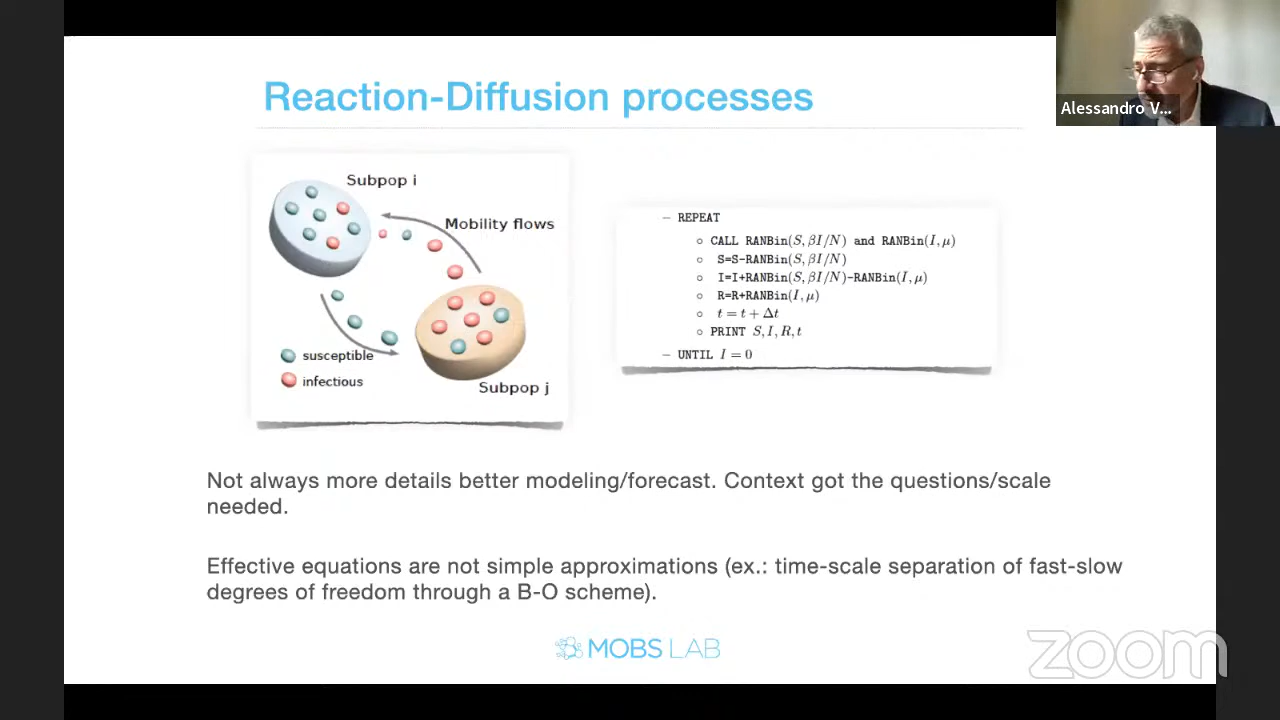 Reaction-Diffusion processes
Alessandro V...
Subpop i
Mobility flows
susceptible
infectious
Subpop j
– REPEAT
○ CALL RANBin(S, βI/N) and RANBin(I, μ)
○ S=S-RANBin(S, βI/N)
○ I=I+RANBin(S, βI/N)-RANBin(I, μ)
○ R=R+RANBin(I, μ)
○ t = t + Δt
○ PRINT S, I, R, t
– UNTIL I = 0
Not always more details better modeling/forecast. Context got the questions/scale
needed.
Effective equations are not simple approximations (ex.: time-scale separation of fast-slow
degrees of freedom through a B-O scheme).
MOBS LAB
zoom